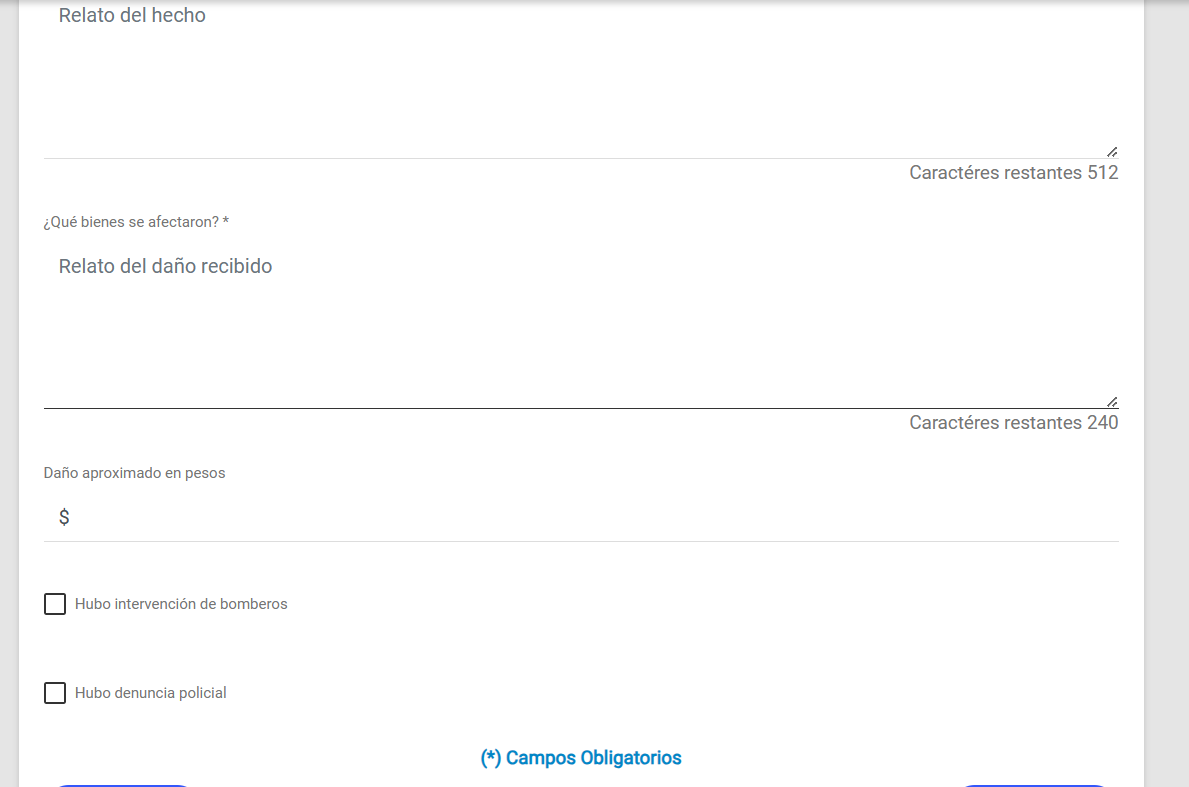 Relato del hecho
Caractéres restantes 512
¿Qué bienes se afectaron? *
Relato del daño recibido
Caractéres restantes 240
Daño aproximado en pesos
$
Hubo intervención de bomberos
Hubo denuncia policial
(*) Campos Obligatorios